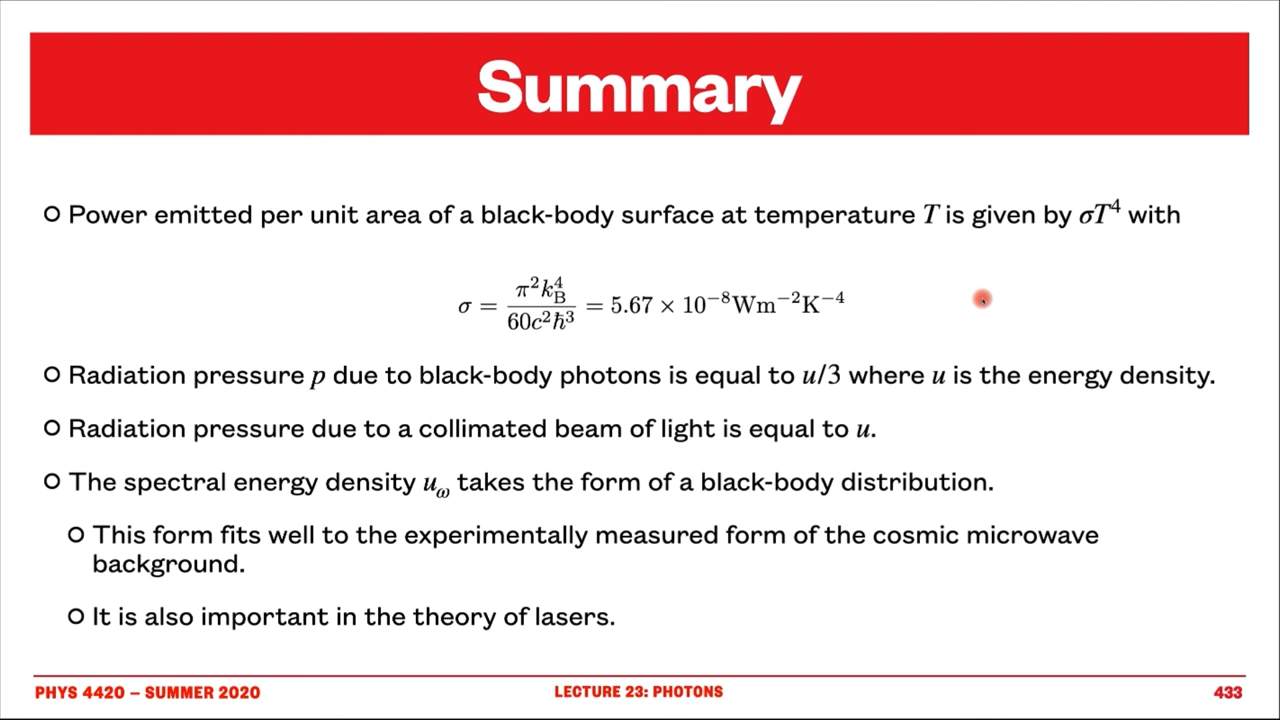 Summary
○ Power emitted per unit area of a black-body surface at temperature T is given by σT⁴ with
σ = π²k_B⁴ / 60c²ħ³ = 5.67 × 10⁻⁸Wm⁻²K⁻⁴
○ Radiation pressure p due to black-body photons is equal to u/3 where u is the energy density.
○ Radiation pressure due to a collimated beam of light is equal to u.
○ The spectral energy density u_ω takes the form of a black-body distribution.
○ This form fits well to the experimentally measured form of the cosmic microwave
background.
○ It is also important in the theory of lasers.
PHYS 4420 – SUMMER 2020
LECTURE 23: PHOTONS
433